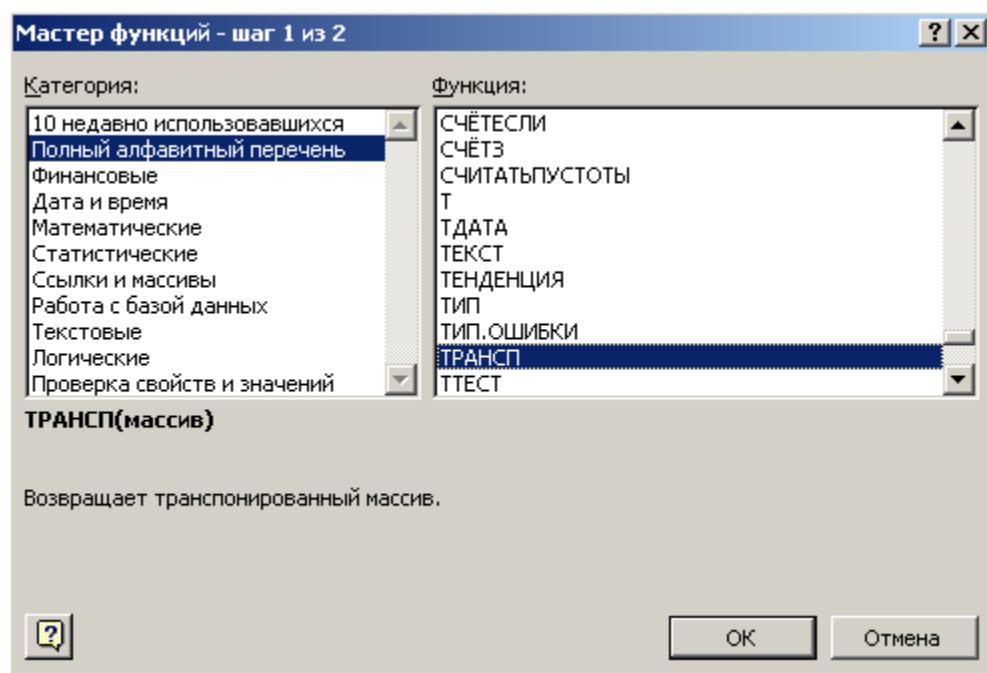 Мастер функций - шаг 1 из 2
Категория:
10 недавно использовавшихся
Полный алфавитный перечень
Финансовые
Дата и время
Математические
Статистические
Ссылки и массивы
Работа с базой данных
Текстовые
Логические
Проверка свойств и значений
Функция:
СЧЁТЕСЛИ
СЧЁТЗ
СЧИТАТЬПУСТОТЫ
Т
ТДАТА
ТЕКСТ
ТЕНДЕНЦИЯ
ТИП
ТИП.ОШИБКИ
ТРАНСП
ТТЕСТ
ТРАНСП(массив)
Возвращает транспонированный массив.
ОК
Отмена